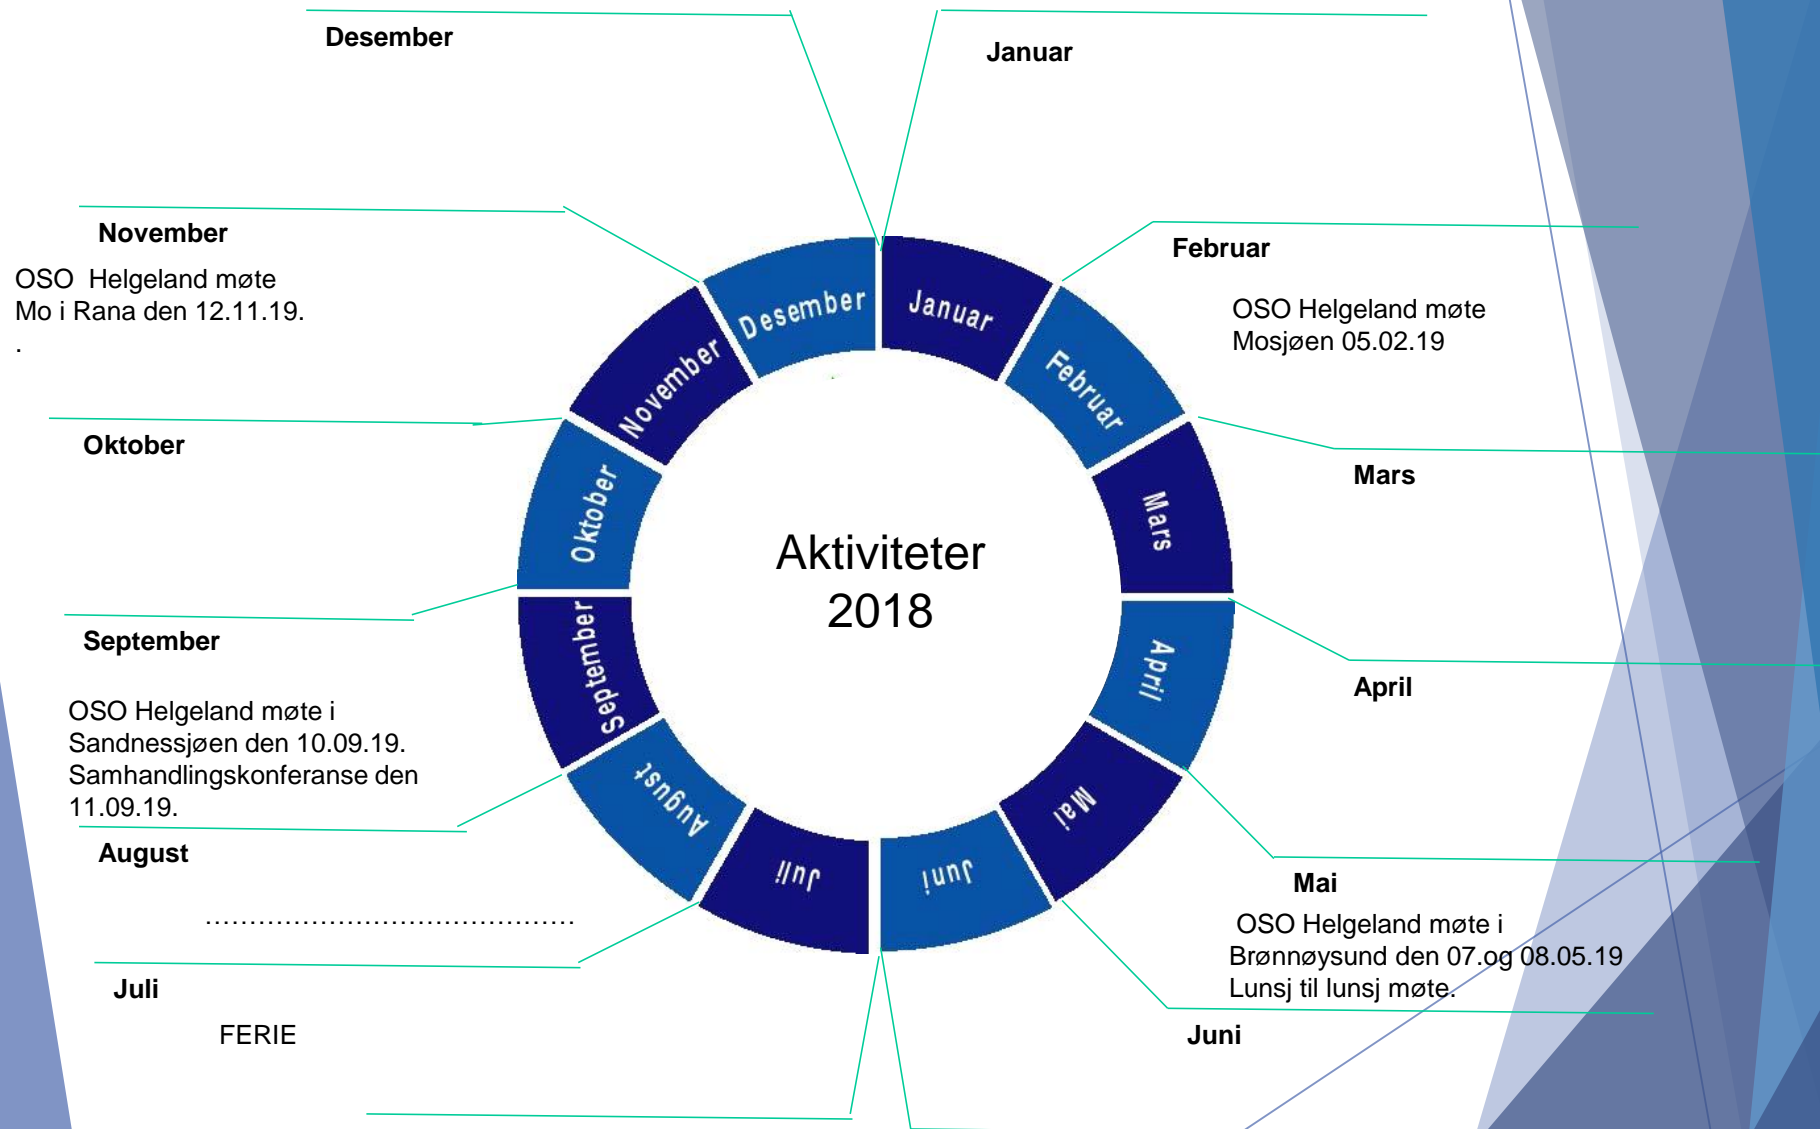 Desember
Januar
November
OSO  Helgeland møte
Mo i Rana den 12.11.19.
.
Februar
OSO Helgeland møte
Mosjøen 05.02.19
Oktober
Mars
September
OSO Helgeland møte i
Sandnessjøen den 10.09.19.
Samhandlingskonferanse den
11.09.19.
April
August
……………………………………
Mai
OSO Helgeland møte i
Brønnøysund den 07.og 08.05.19
Lunsj til lunsj møte.
Juli
FERIE
Juni
Aktiviteter
2018
Januar
Februar
Mars
April
Mai
Juni
Juli
August
September
Oktober
November
Desember